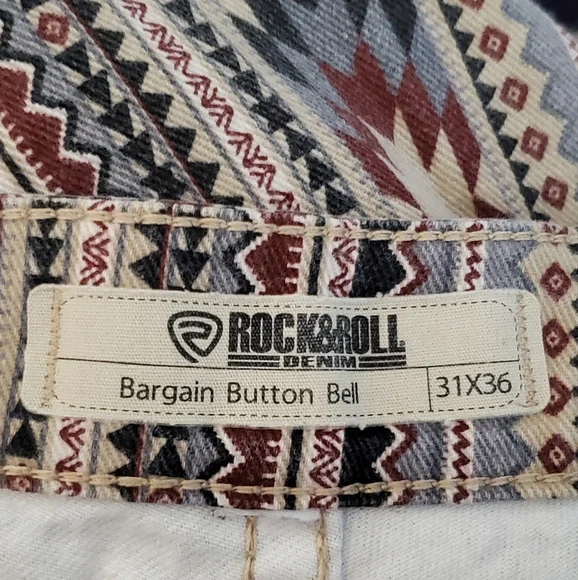 ROCK&ROLL
DENIM
Bargain Button Bell
31X36